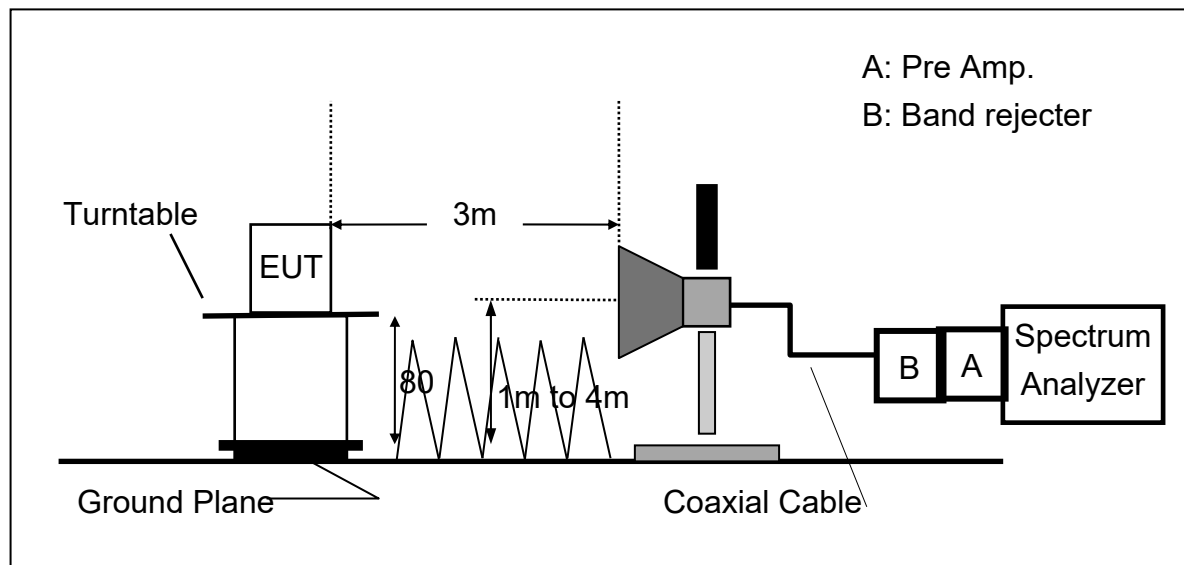 A: Pre Amp.
B: Band rejecter
Turntable
3m
EUT
80
1m to 4m
B
A
Spectrum
Analyzer
Ground Plane
Coaxial Cable